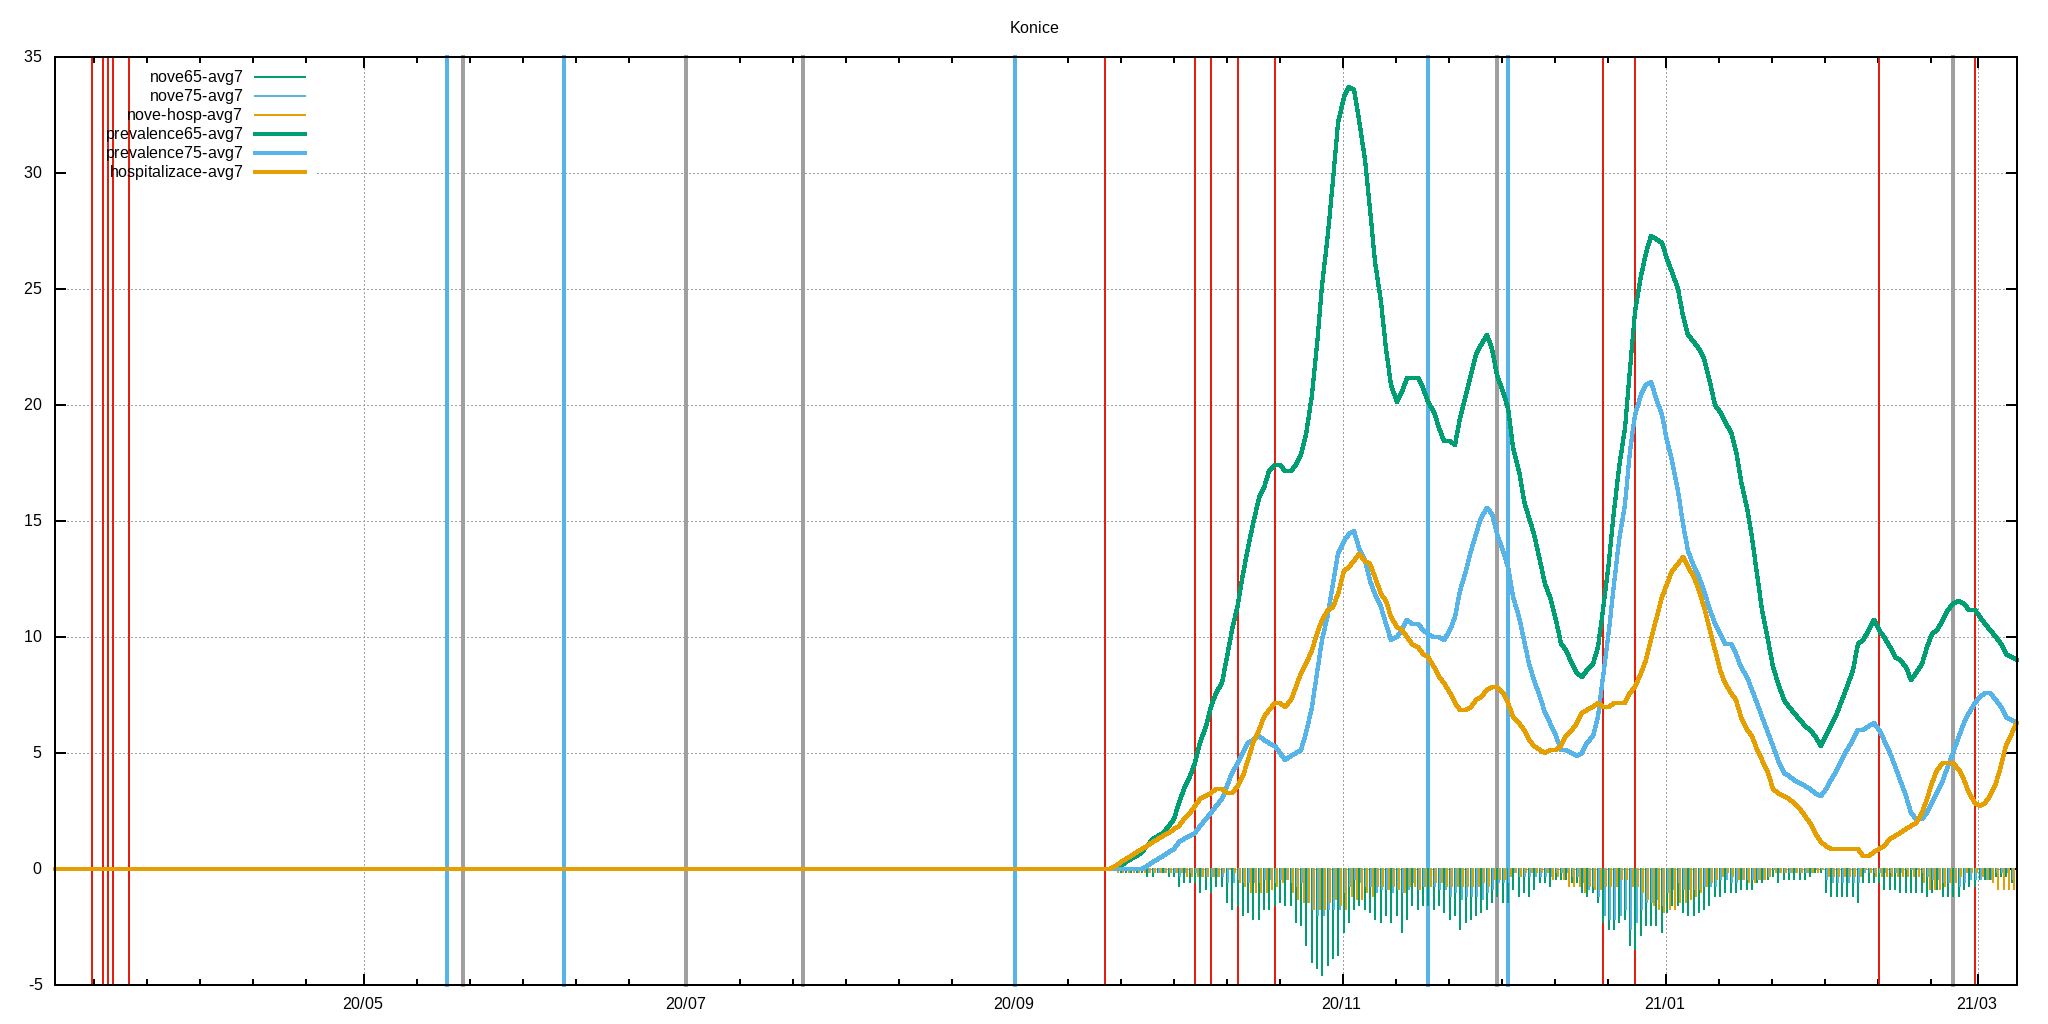 Konice
35
nove65-avg7
nove75-avg7
nove-hosp-avg7
prevalence65-avg7
prevalence75-avg7
hospitalizace-avg7
30
25
20
15
10
5
0
-5
20/05 20/07 20/09 20/11 21/01 21/03